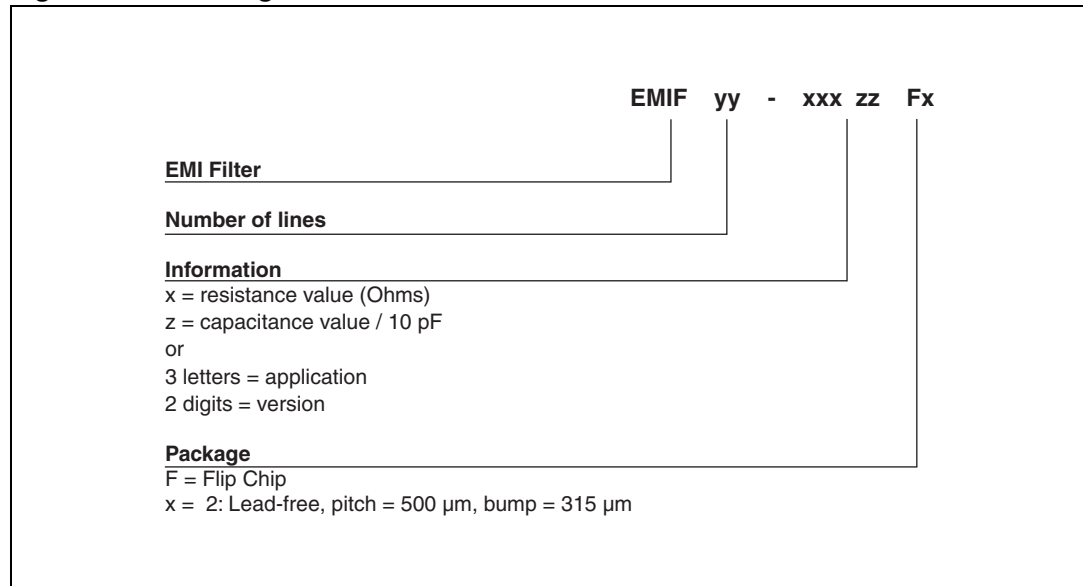 EMIF yy - xxx zz Fx
EMI Filter
Number of lines
Information
x = resistance value (Ohms)
z = capacitance value / 10 pF
or
3 letters = application
2 digits = version
Package
F = Flip Chip
x = 2: Lead-free, pitch = 500 µm, bump = 315 µm